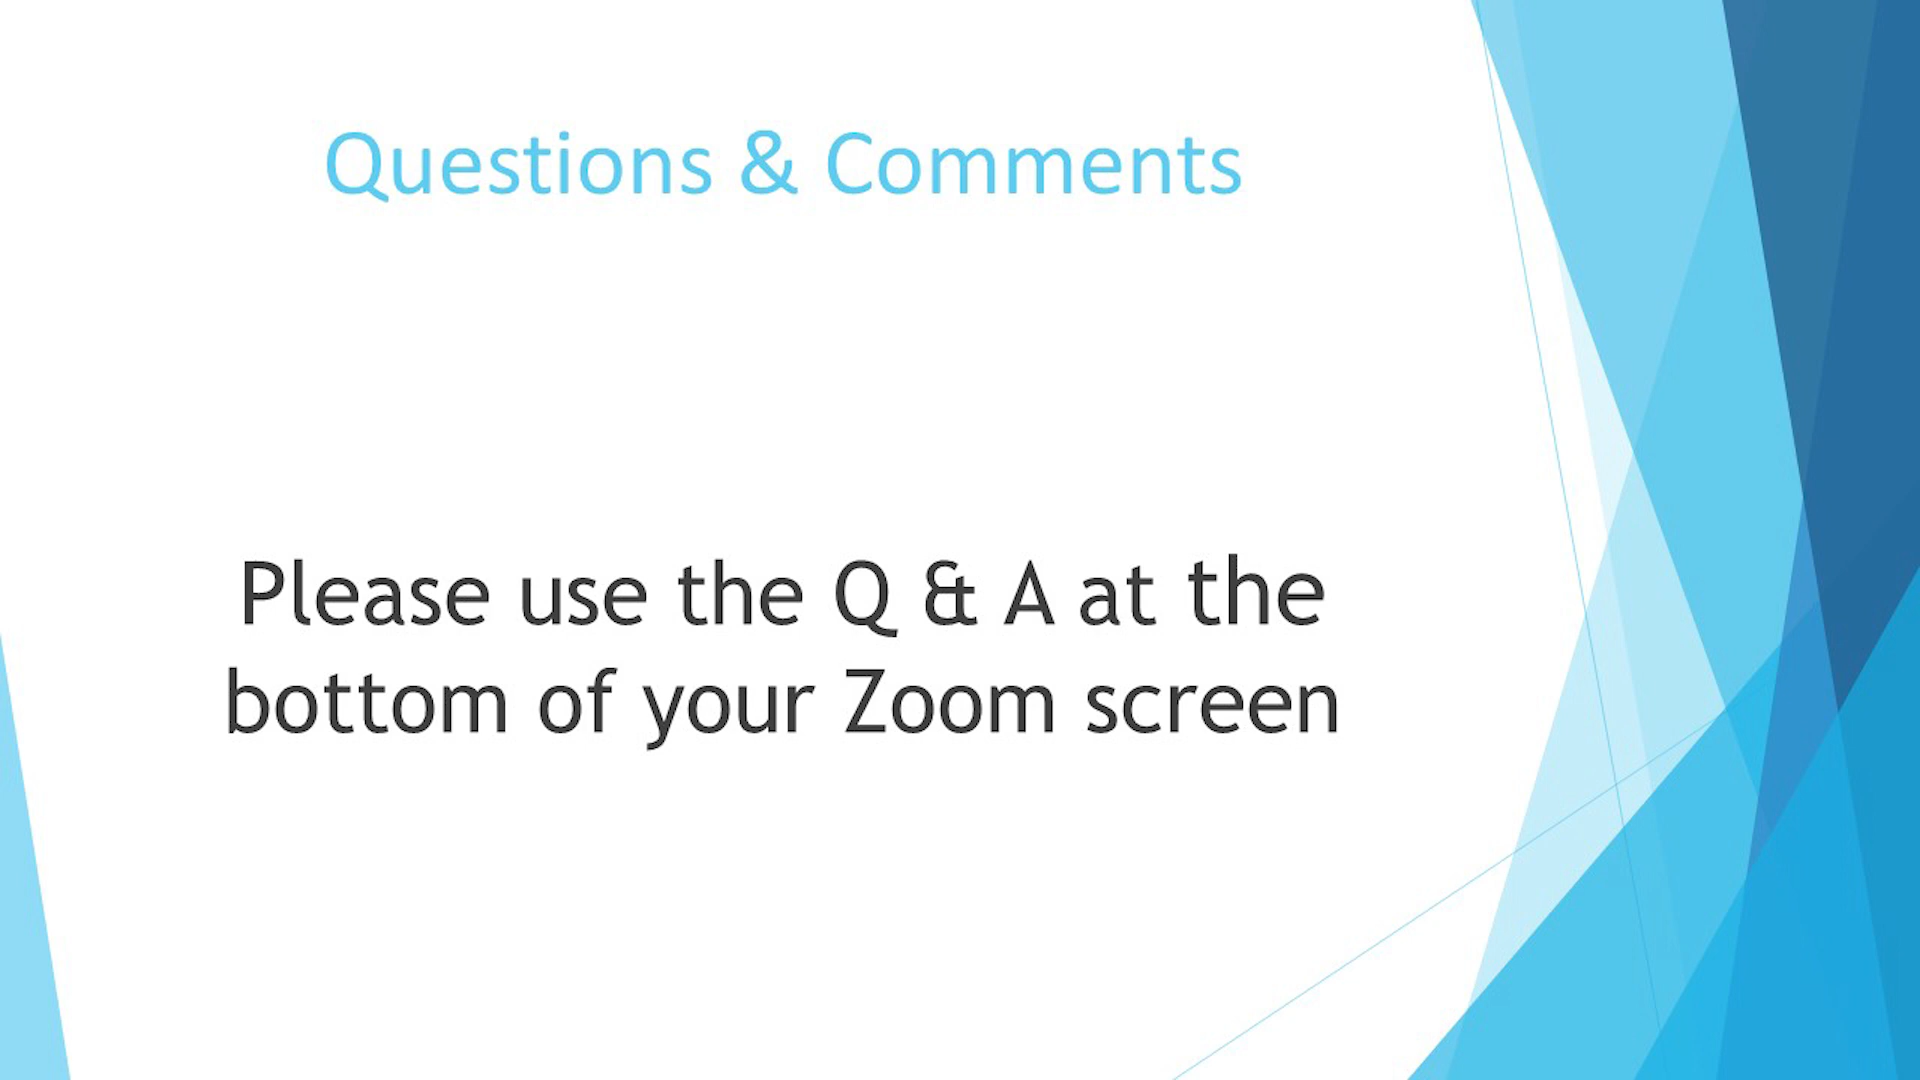 Questions & Comments
Please use the Q & A at the
bottom of your Zoom screen